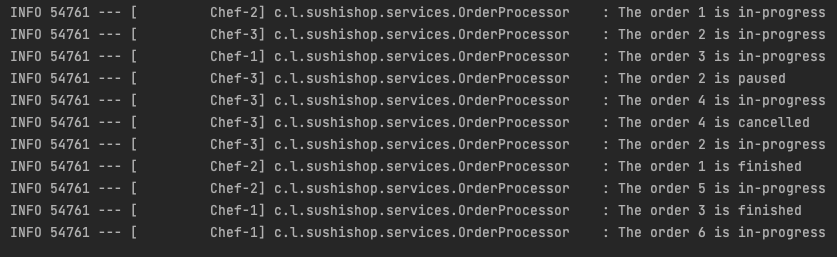 INFO 54761 --- [         Chef-2] c.l.sushishop.services.OrderProcessor    : The order 1 is in-progress
INFO 54761 --- [         Chef-3] c.l.sushishop.services.OrderProcessor    : The order 2 is in-progress
INFO 54761 --- [         Chef-1] c.l.sushishop.services.OrderProcessor    : The order 3 is in-progress
INFO 54761 --- [         Chef-3] c.l.sushishop.services.OrderProcessor    : The order 2 is paused
INFO 54761 --- [         Chef-3] c.l.sushishop.services.OrderProcessor    : The order 4 is in-progress
INFO 54761 --- [         Chef-3] c.l.sushishop.services.OrderProcessor    : The order 4 is cancelled
INFO 54761 --- [         Chef-3] c.l.sushishop.services.OrderProcessor    : The order 2 is in-progress
INFO 54761 --- [         Chef-2] c.l.sushishop.services.OrderProcessor    : The order 1 is finished
INFO 54761 --- [         Chef-2] c.l.sushishop.services.OrderProcessor    : The order 5 is in-progress
INFO 54761 --- [         Chef-1] c.l.sushishop.services.OrderProcessor    : The order 3 is finished
INFO 54761 --- [         Chef-1] c.l.sushishop.services.OrderProcessor    : The order 6 is in-progress